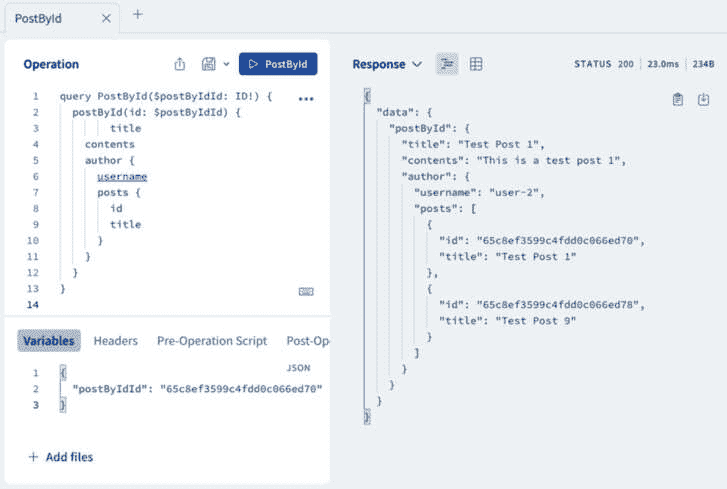 PostById
Operation
PostById
1 query PostById($postByIdId: ID!) {
2 postById(id: $postByIdId) {
3 title
4 contents
5 author {
6 username
7 posts {
8 id
9 title
10 }
11 }
12 }
13 }
14
Variables Headers Pre-Operation Script Post-Op
JSON
1 {
2 "postByIdId": "65c8ef3599c4fdd0c066ed70"
3 }
+ Add files
Response
STATUS 200 23.0ms 234B
{
"data": {
"postById": {
"title": "Test Post 1",
"contents": "This is a test post 1",
"author": {
"username": "user-2",
"posts": [
{
"id": "65c8ef3599c4fdd0c066ed70",
"title": "Test Post 1"
},
{
"id": "65c8ef3599c4fdd0c066ed78",
"title": "Test Post 9"
}
]
}
}
}
}